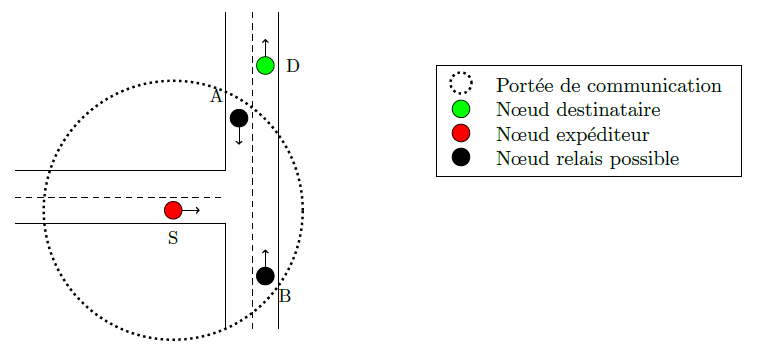 A
D
S
B
Portée de communication
Nœud destinataire
Nœud expéditeur
Nœud relais possible